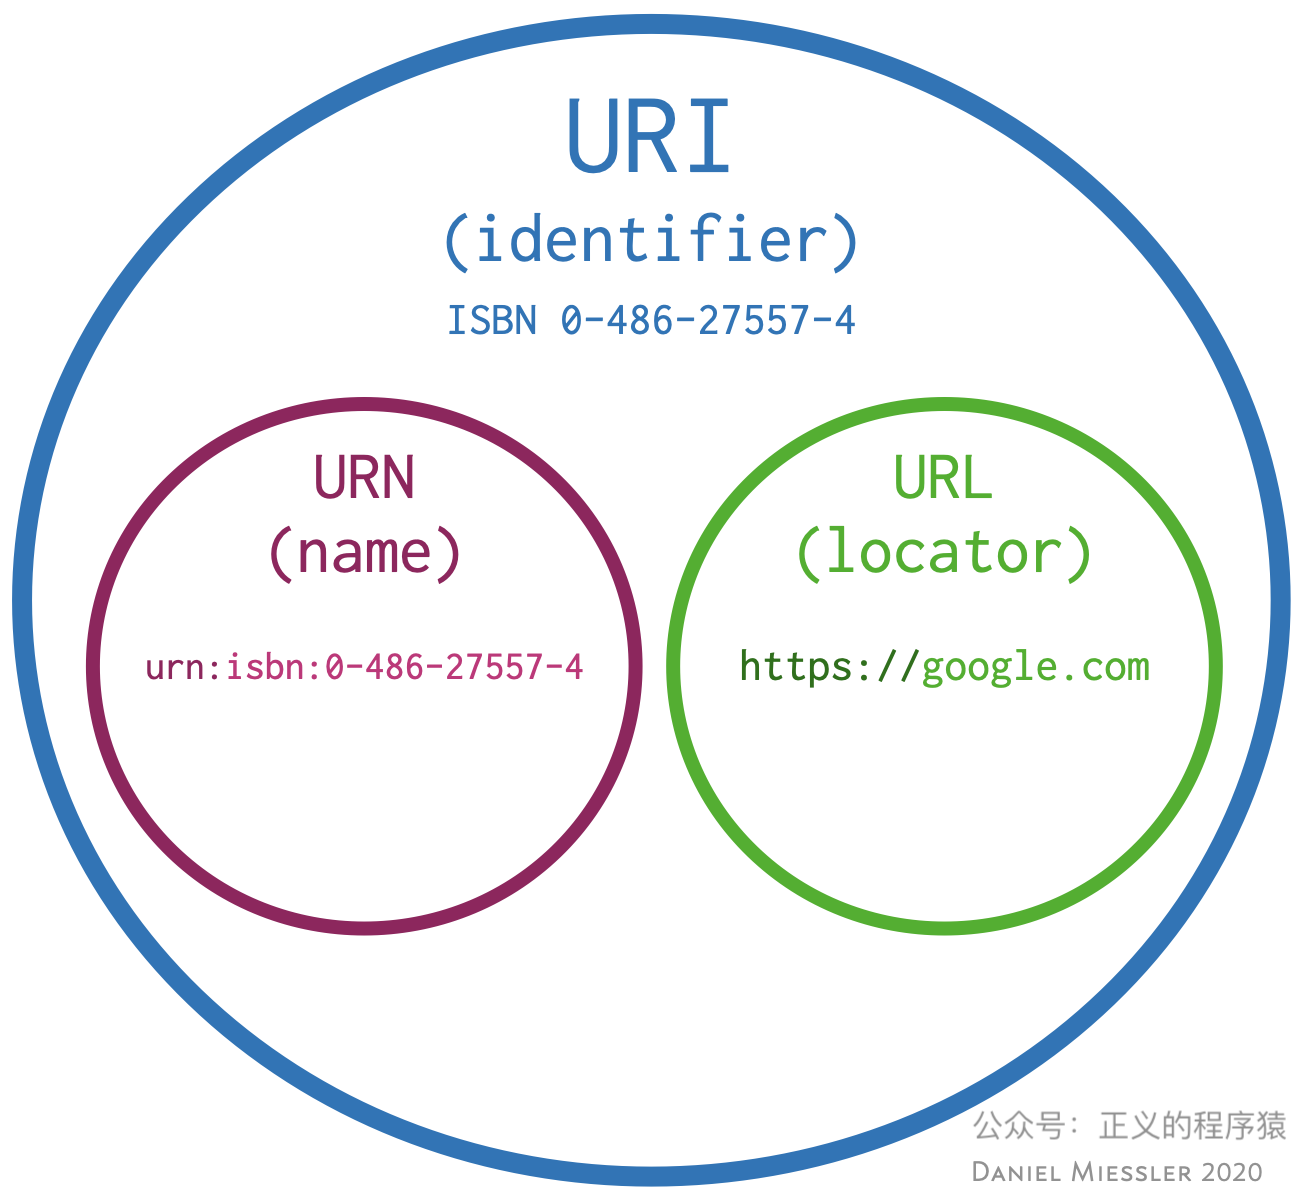 URI
(identifier)
ISBN 0-486-27557-4
URN
(name)
urn:isbn:0-486-27557-4
URL
(locator)
https://google.com
公众号：正义的程序猿
DANIEL MIESSLER 2020